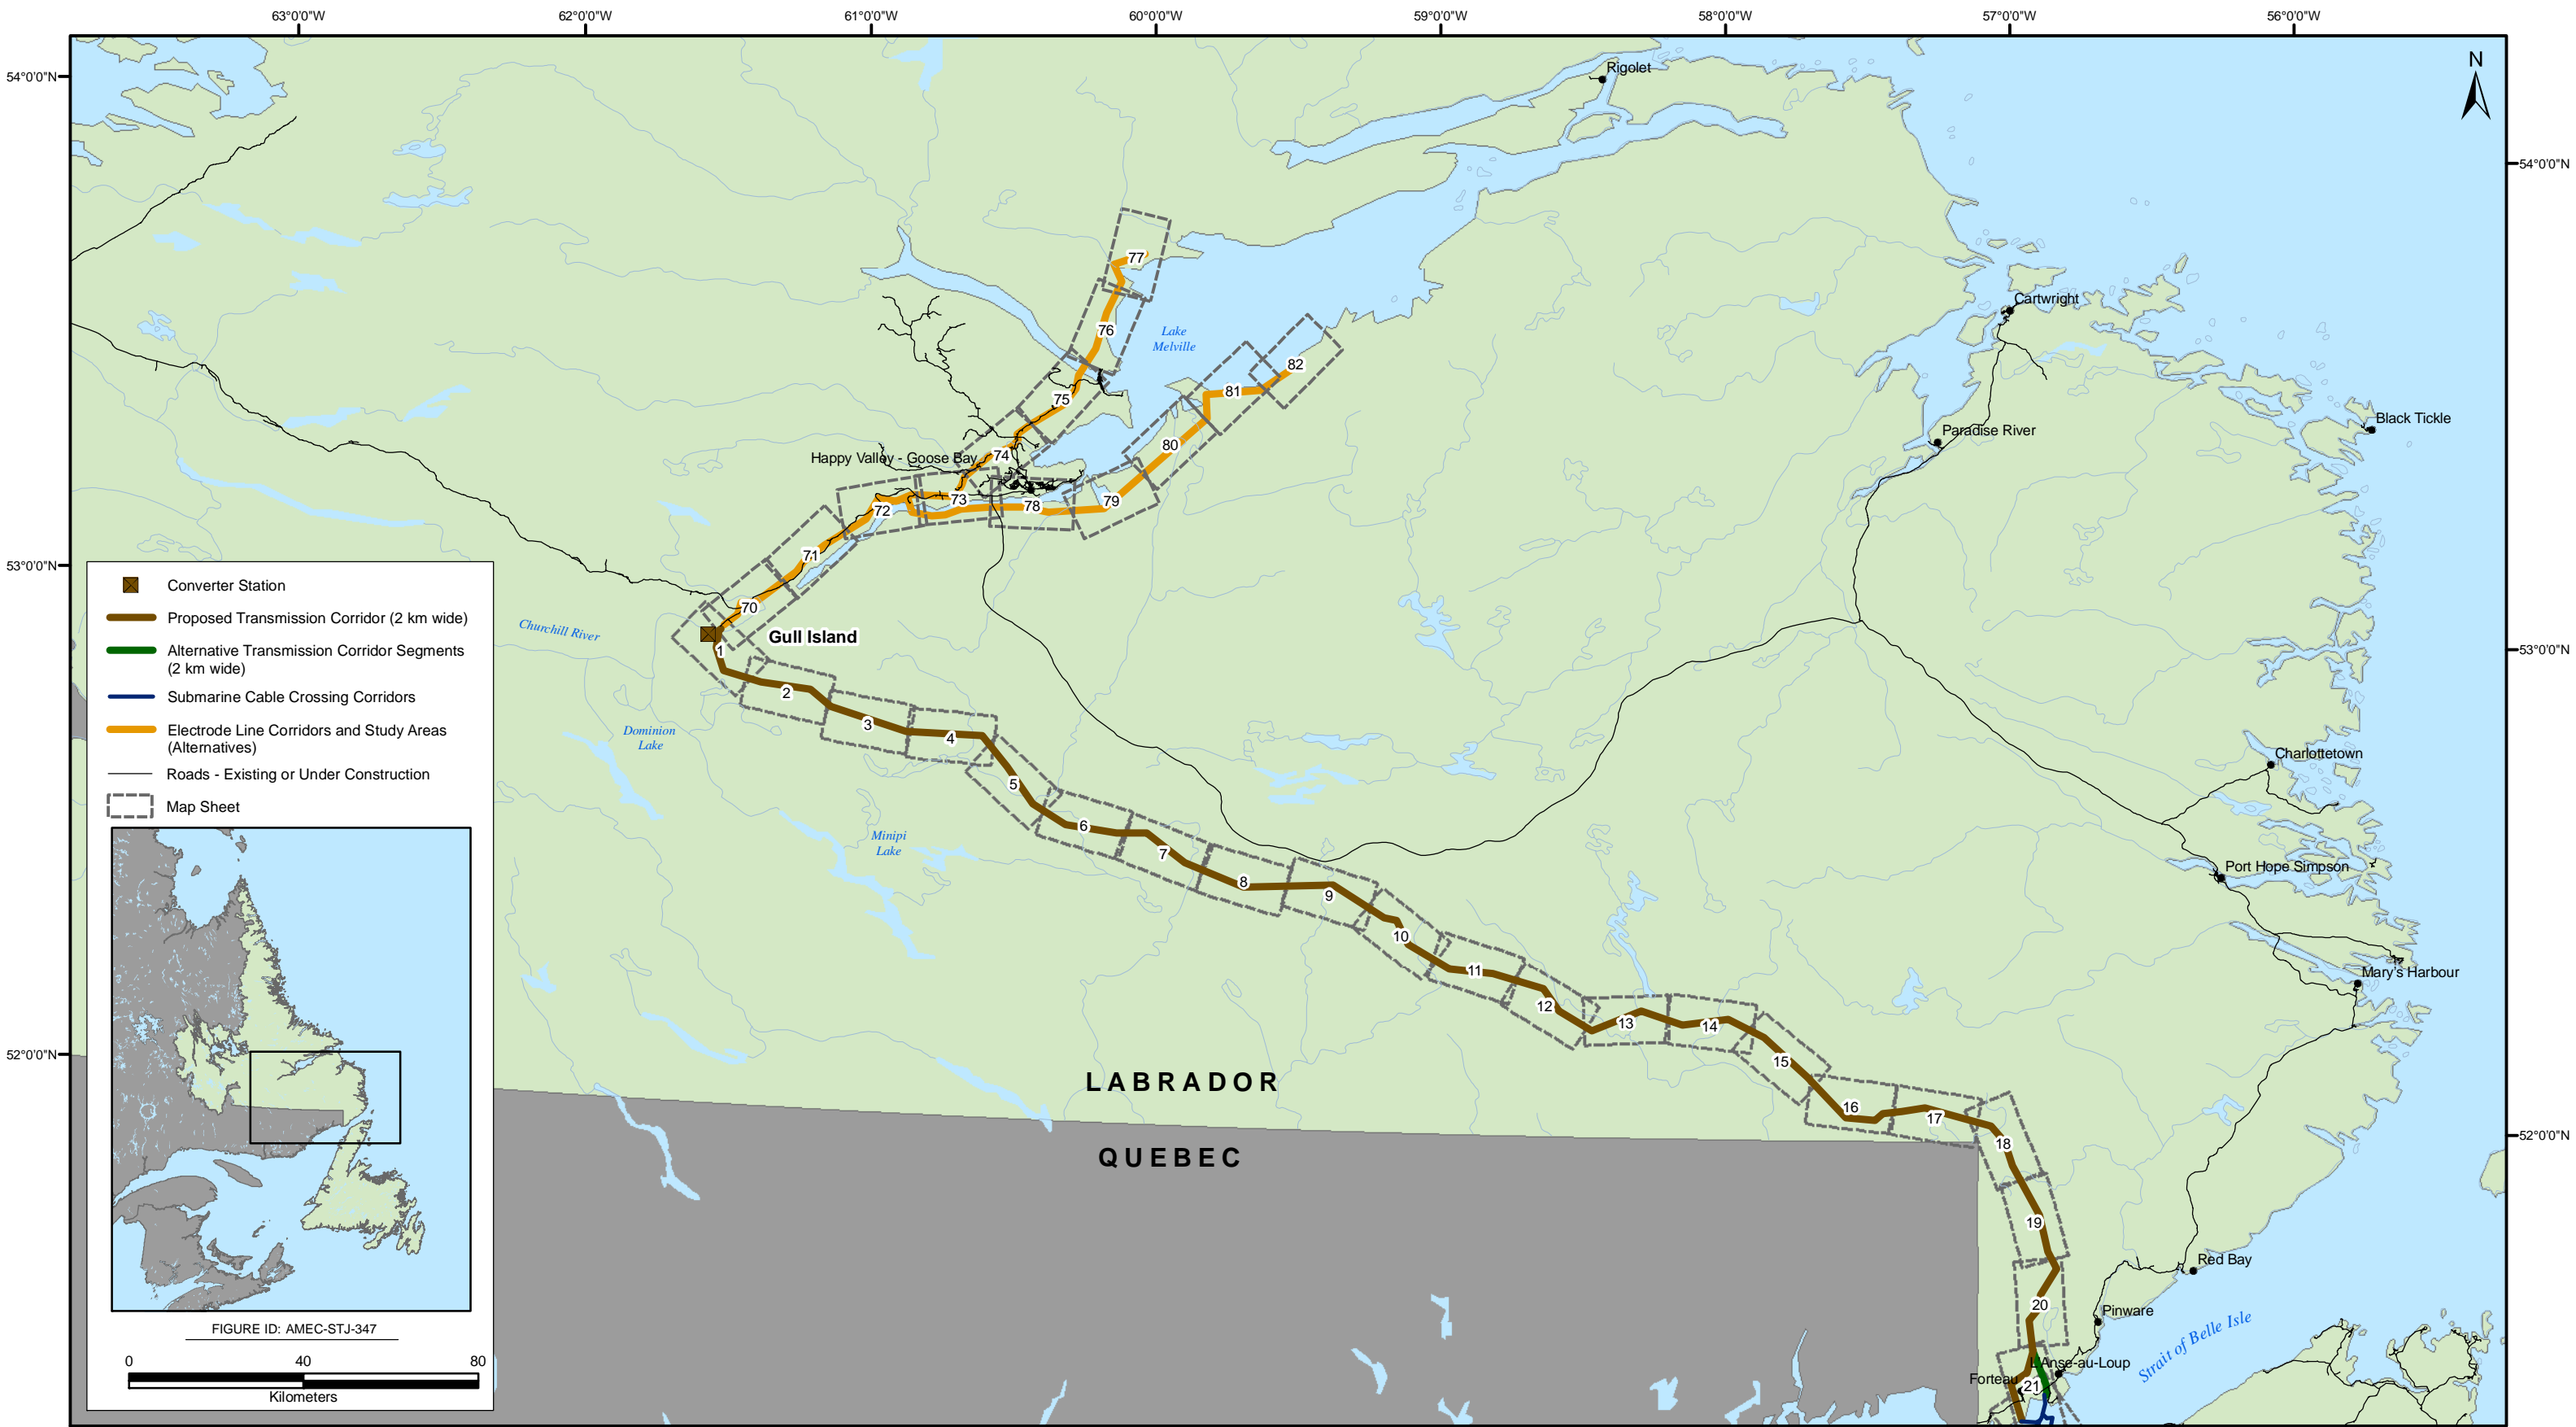 63°0'0"W
62°0'0"W
61°0'0"W
60°0'0"W
59°0'0"W
58°0'0"W
57°0'0"W
56°0'0"W
54°0'0"N
53°0'0"N
52°0'0"N
54°0'0"N
53°0'0"N
52°0'0"N
N
Rigolet
Cartwright
Paradise River
Black Tickle
Charlottetown
Port Hope Simpson
Mary's Harbour
Red Bay
Pinware
L'Anse-au-Loup
Forteau
Strait of Belle Isle
Lake
Melville
Happy Valley - Goose Bay
Gull Island
Churchill River
Dominion
Lake
Minipi
Lake
LABRADOR
QUEBEC
77
76
75
74
73
72
71
70
78
79
80
81
82
1
2
3
4
5
6
7
8
9
10
11
12
13
14
15
16
17
18
19
20
21
Converter Station
Proposed Transmission Corridor (2 km wide)
Alternative Transmission Corridor Segments
(2 km wide)
Submarine Cable Crossing Corridors
Electrode Line Corridors and Study Areas
(Alternatives)
Roads - Existing or Under Construction
Map Sheet
FIGURE ID: AMEC-STJ-347
0 40 80
Kilometers